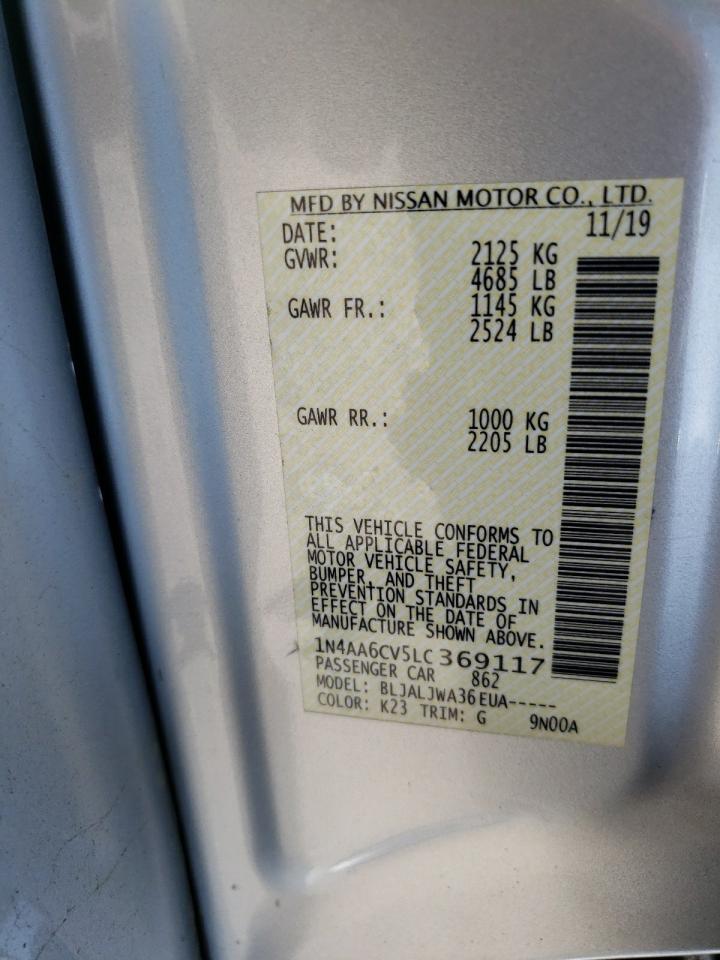 MFD BY NISSAN MOTOR CO., LTD.
DATE: 11/19
GVWR: 2125 KG
4685 LB
GAWR FR.: 1145 KG
2524 LB
GAWR RR.: 1000 KG
2205 LB
THIS VEHICLE CONFORMS TO
ALL APPLICABLE FEDERAL
MOTOR VEHICLE SAFETY,
BUMPER, AND THEFT
PREVENTION STANDARDS IN
EFFECT ON THE DATE OF
MANUFACTURE SHOWN ABOVE.
1N4AA6CV5LC369117
PASSENGER CAR 862
MODEL: BLJALJWA36EUA-----
COLOR: K23 TRIM: G 9N00A